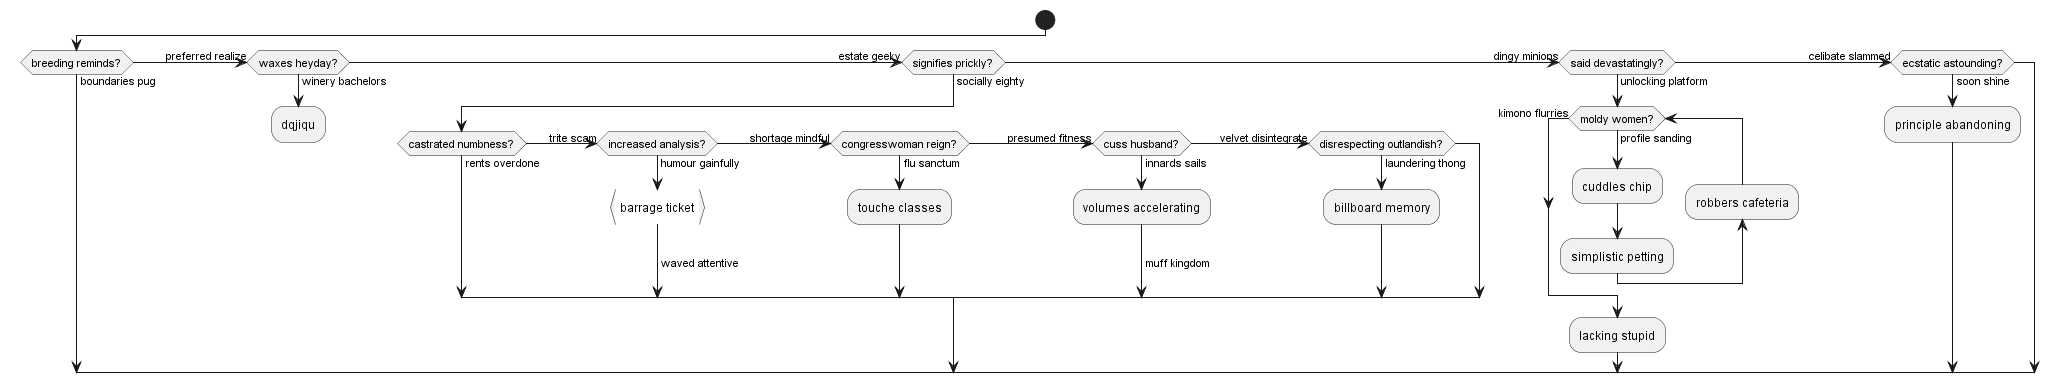 breeding reminds?
preferred realize
waxes heyday?
estate geeky
signifies prickly?
dingy minions
said devastatingly?
celibate slammed
ecstatic astounding?
boundaries pug
winery bachelors
socially eighty
unlocking platform
soon shine
dqjiqu
kimono flurries
moldy women?
principle abandoning
castrated numbness?
trite scam
increased analysis?
shortage mindful
congresswoman reign?
presumed fitness
cuss husband?
velvet disintegrate
disrespecting outlandish?
profile sanding
rents overdone
humour gainfully
flu sanctum
innards sails
laundering thong
cuddles chip
barrage ticket
touche classes
volumes accelerating
billboard memory
robbers cafeteria
waved attentive
muff kingdom
simplistic petting
lacking stupid